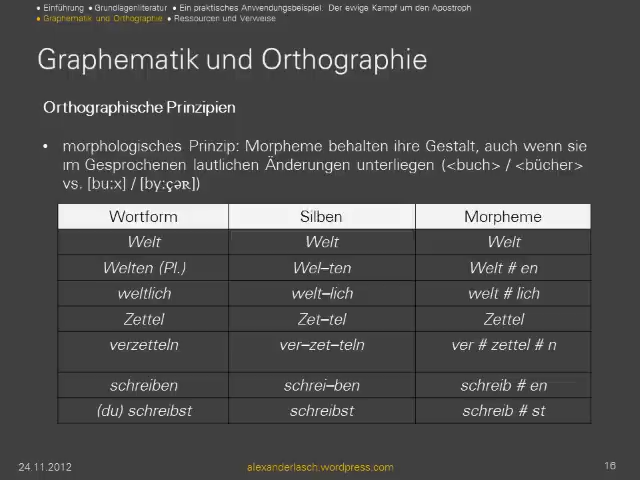 • Einführung • Grundlagenliteratur • Ein praktisches Anwendungsbeispiel: Der ewige Kampf um den Apostroph
• Graphematik und Orthographie • Ressourcen und Verweise
Graphematik und Orthographie
Orthographische Prinzipien
• morphologisches Prinzip: Morpheme behalten ihre Gestalt, auch wenn sie
im Gesprochenen lautlichen Änderungen unterliegen (<buch> / <bücher>
vs. [buːx] / [byːçəʀ])
Wortform Silben Morpheme
Welt Welt Welt
Welten (Pl.) Wel–ten Welt # en
weltlich welt–lich welt # lich
Zettel Zet–tel Zettel
verzetteln ver–zet–teln ver # zettel # n
schreiben schrei–ben schreib # en
(du) schreibst schreibst schreib # st
24.11.2012 alexanderlasch.wordpress.com 16